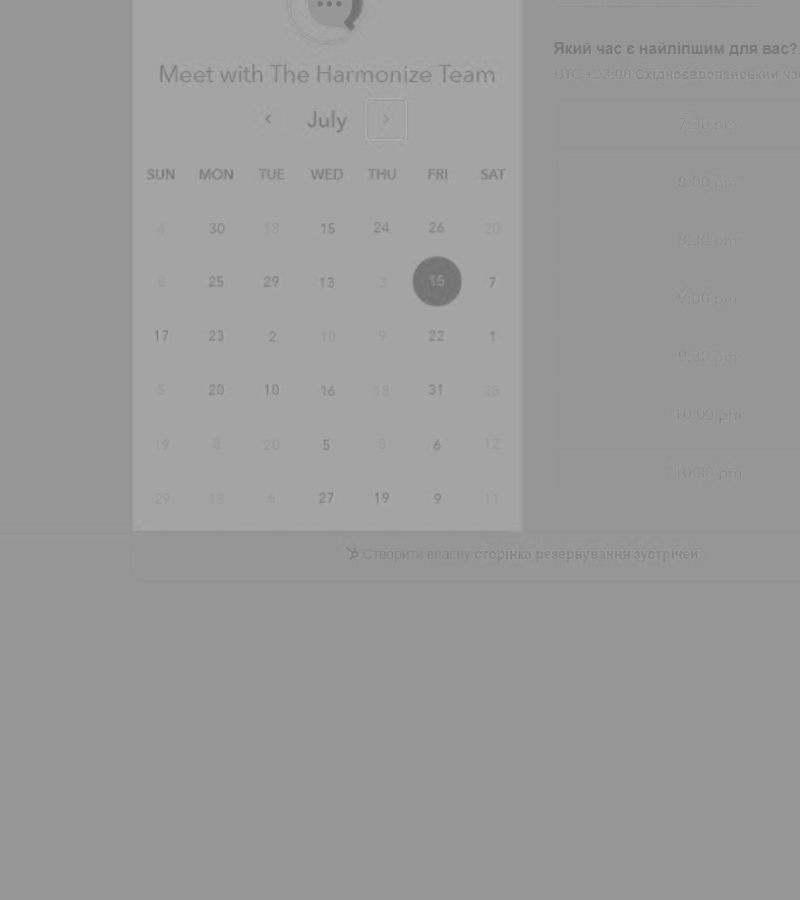 Meet with The Harmonize Team
July
SUN MON TUE WED THU FRI SAT
4 30 18 15 24 26 20
8 25 29 13 3 15 7
17 23 2 10 9 22 1
5 20 10 16 18 31 28
19 8 20 5 8 6 12
29 18 6 27 19 9 11
Який час є найліпшим для вас?
UTC +03:00 Східноєвропейський
7:30 pm
8:00 pm
8:30 pm
9:00 pm
9:30 pm
10:00 pm
10:30 pm
Створити власну сторінка резервування зустрічей